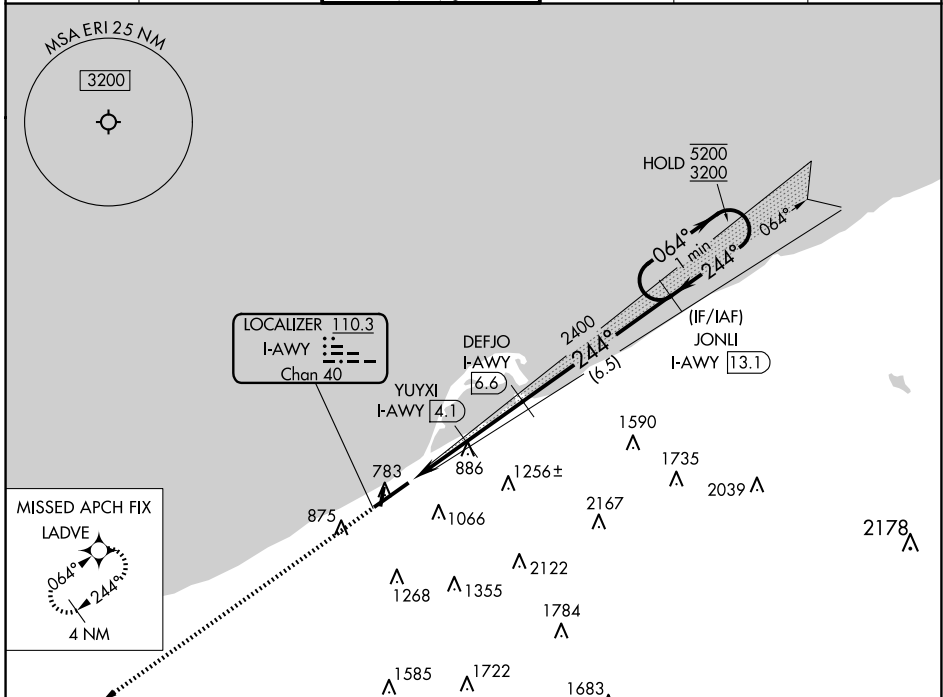 MSA ERI 25 NM
3200
HOLD
5200
3200
064°
1 min
244°
064°
(IF/IAF)
JONLI
I-AWY 13.1
2400
244°
(6.5)
LOCALIZER 110.3
I-AWY
Chan 40
DEFJO
I-AWY
6.6
YUYXI
I-AWY 4.1
1590
783
886
1256±
1735
2039
875
1066
2167
2178
MISSED APCH FIX
LADVE
064°
244°
4 NM
2122
1268
1355
1784
1585
1722
1683